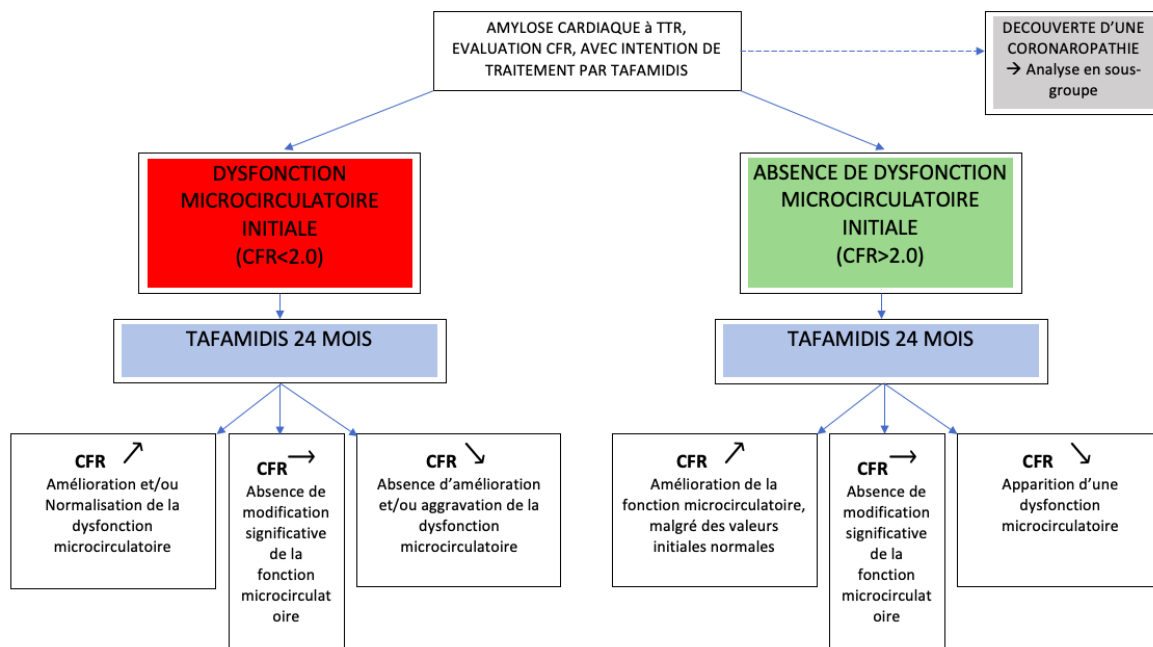 AMYLOSE CARDIAQUE à TTR,
EVALUATION CFR, AVEC INTENTION DE
TRAITEMENT PAR TAFAMIDIS
DECOUVERTE D'UNE
CORONAROPATHIE
→ Analyse en sous-
groupe
DYSFONCTION
MICROCIRCULATOIRE
INITIALE
(CFR<2.0)
ABSENCE DE DYSFONCTION
MICROCIRCULATOIRE
INITIALE
(CFR>2.0)
TAFAMIDIS 24 MOIS
TAFAMIDIS 24 MOIS
CFR ↗
Amélioration et/ou
Normalisation de la
dysfonction
microcirculatoire
CFR →
Absence de
modification
significative
de la
fonction
microcirculat
oire
CFR ↘
Absence d'amélioration
et/ou aggravation de la
dysfonction
microcirculatoire
CFR ↗
Amélioration de la
fonction microcirculatoire,
malgré des valeurs
initiales normales
CFR →
Absence de
modification
significative
de la
fonction
microcirculat
oire
CFR ↘
Apparition d'une
dysfonction
microcirculatoire